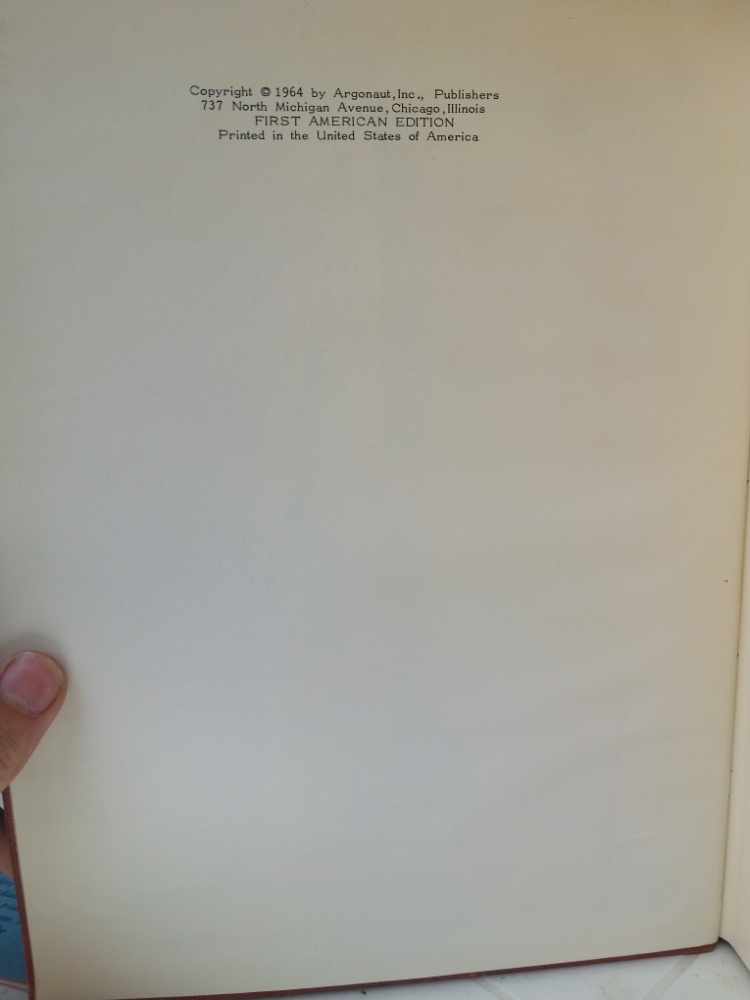 Copyright © 1964 by Argonaut, Inc., Publishers
737 North Michigan Avenue, Chicago, Illinois
FIRST AMERICAN EDITION
Printed in the United States of America